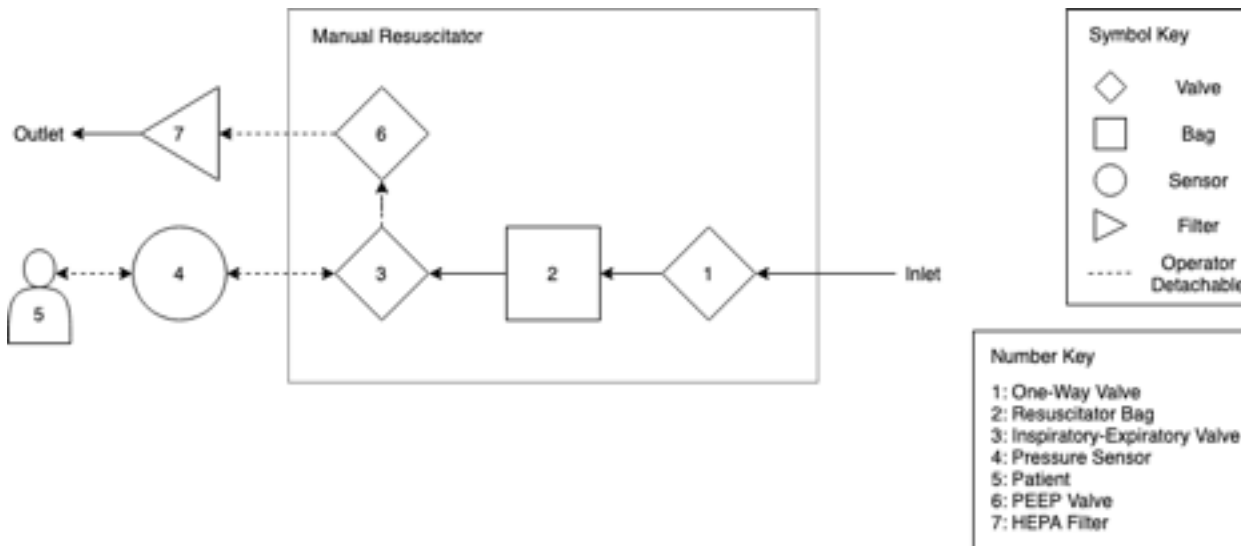 Manual Resuscitator
Symbol Key
Valve
Bag
Sensor
Filter
Operator
Detachable
Outlet
7
6
5
4
3
2
1
Inlet
Number Key
1: One-Way Valve
2: Resuscitator Bag
3: Inspiratory-Expiratory Valve
4: Pressure Sensor
5: Patient
6: PEEP Valve
7: HEPA Filter